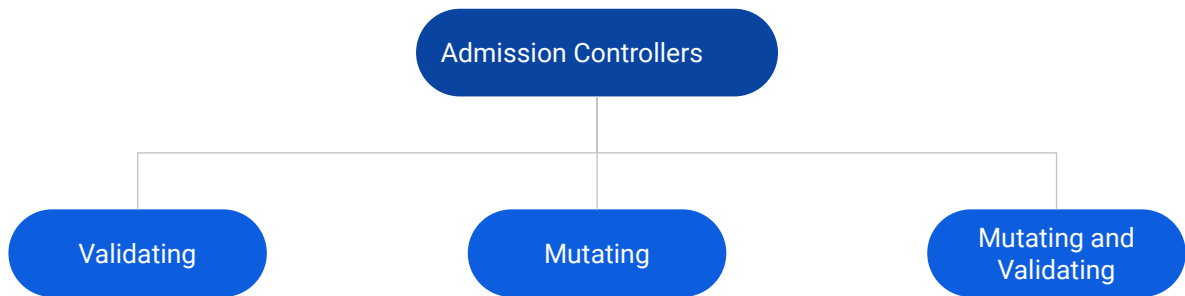 Admission Controllers
Validating
Mutating
Mutating and
Validating